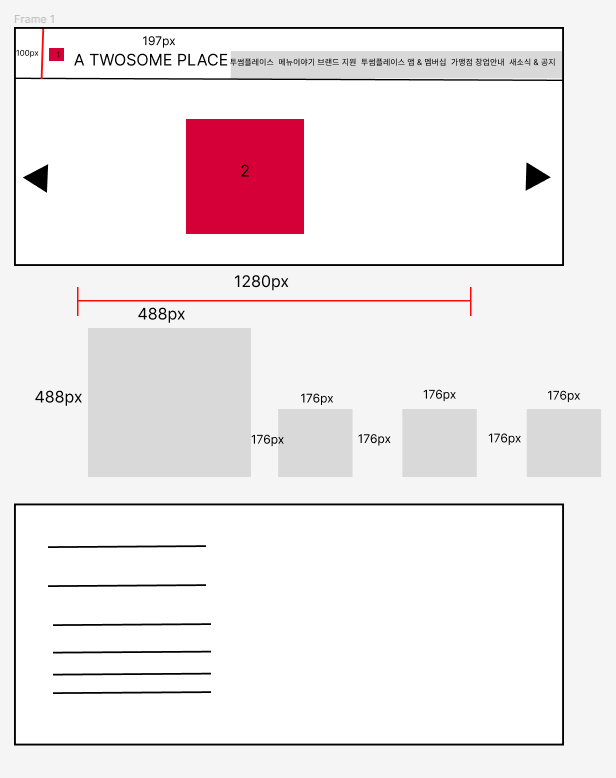 Frame 1
197px
100px
1
A TWOSOME PLACE
투썸플레이스 메뉴이야기 브랜드 지원 투썸플레이스 앱 & 멤버십 가맹점 창업안내 새소식 & 공지
2
1280px
488px
488px
176px
176px
176px
176px
176px
176px